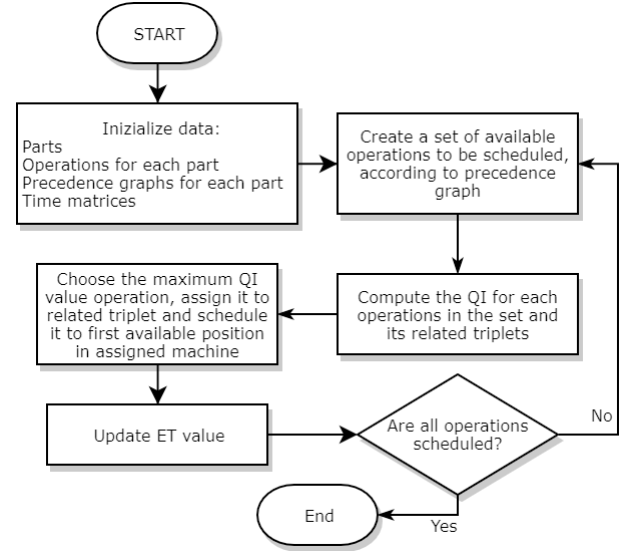 START
Inizialize data:
Parts
Operations for each part
Precedence graphs for each part
Time matrices
Create a set of available
operations to be scheduled,
according to precedence
graph
Compute the QI for each
operations in the set and
its related triplets
Choose the maximum QI
value operation, assign it to
related triplet and schedule
it to first available position
in assigned machine
Update ET value
Are all operations
scheduled?
No
Yes
End